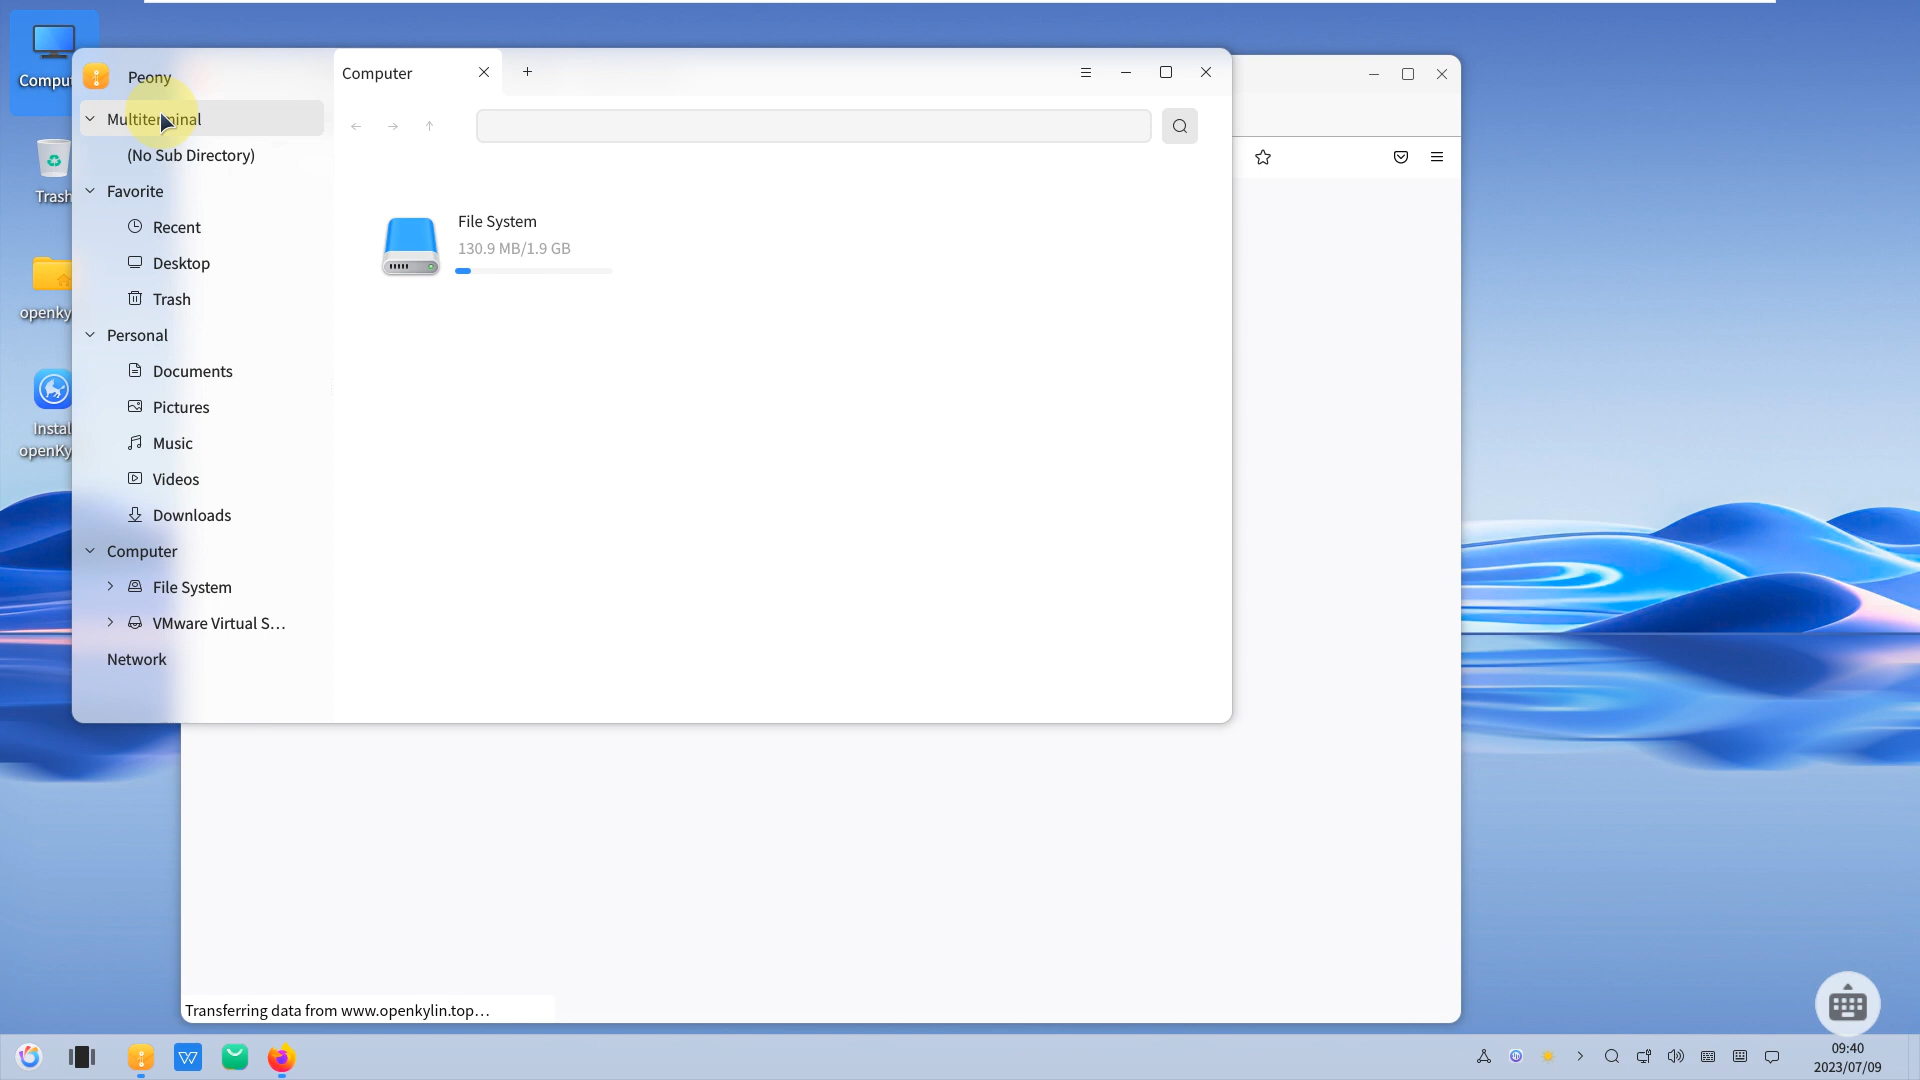 Comput
Trash
openky
Instal
openKy
Peony
Multiterminal
(No Sub Directory)
Favorite
Recent
Desktop
Trash
Personal
Documents
Pictures
Music
Videos
Downloads
Computer
File System
VMware Virtual S...
Network
Computer
File System
130.9 MB/1.9 GB
Transferring data from www.openkylin.top...
09:40
2023/07/09